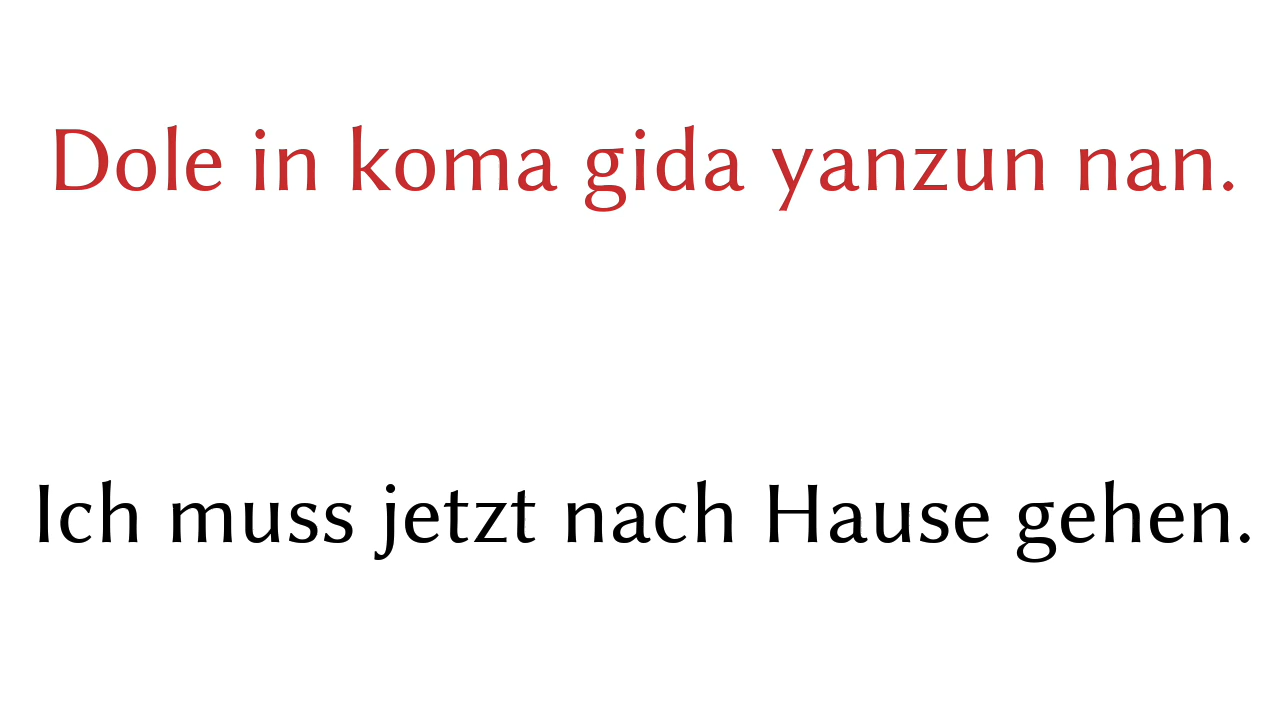 Dole in koma gida yanzun nan.
Ich muss jetzt nach Hause gehen.